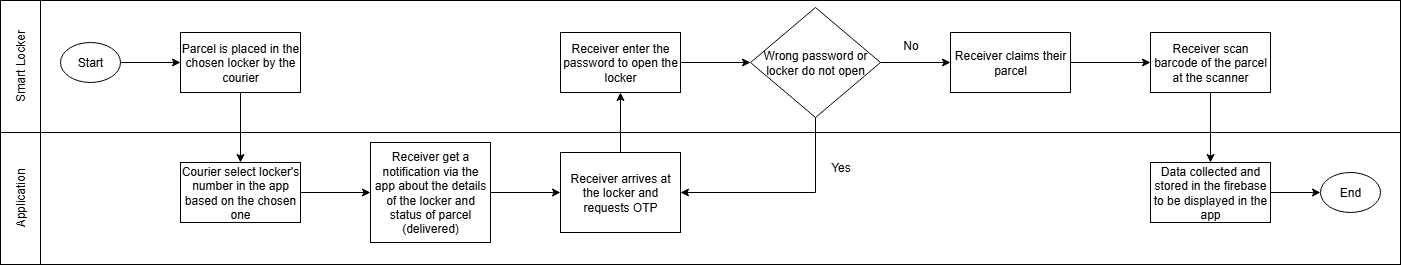 Smart Locker
Start
Parcel is placed in the
chosen locker by the
courier
Receiver enter the
password to open the
locker
Wrong password or
locker do not open
No
Receiver claims their
parcel
Receiver scan
barcode of the parcel
at the scanner
Application
Courier select locker's
number in the app
based on the chosen
one
Receiver get a
notification via the
app about the details
of the locker and
status of parcel
(delivered)
Receiver arrives at
the locker and
requests OTP
Yes
Data collected and
stored in the firebase
to be displayed in the
app
End